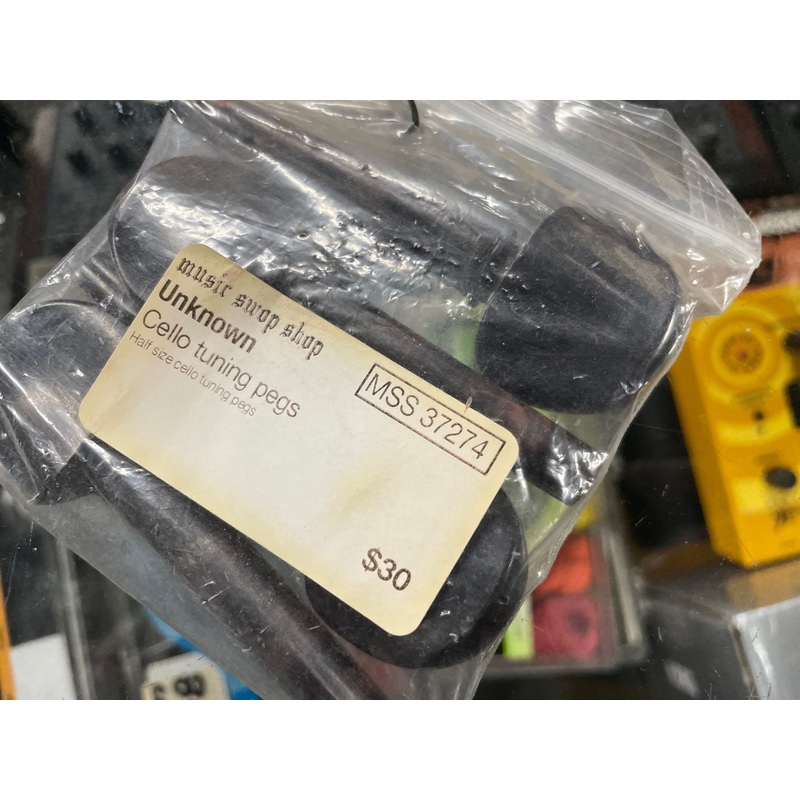 music swop shop
Unknown
Cello tuning pegs
Half size cello tuning pegs
MSS 37274
$30